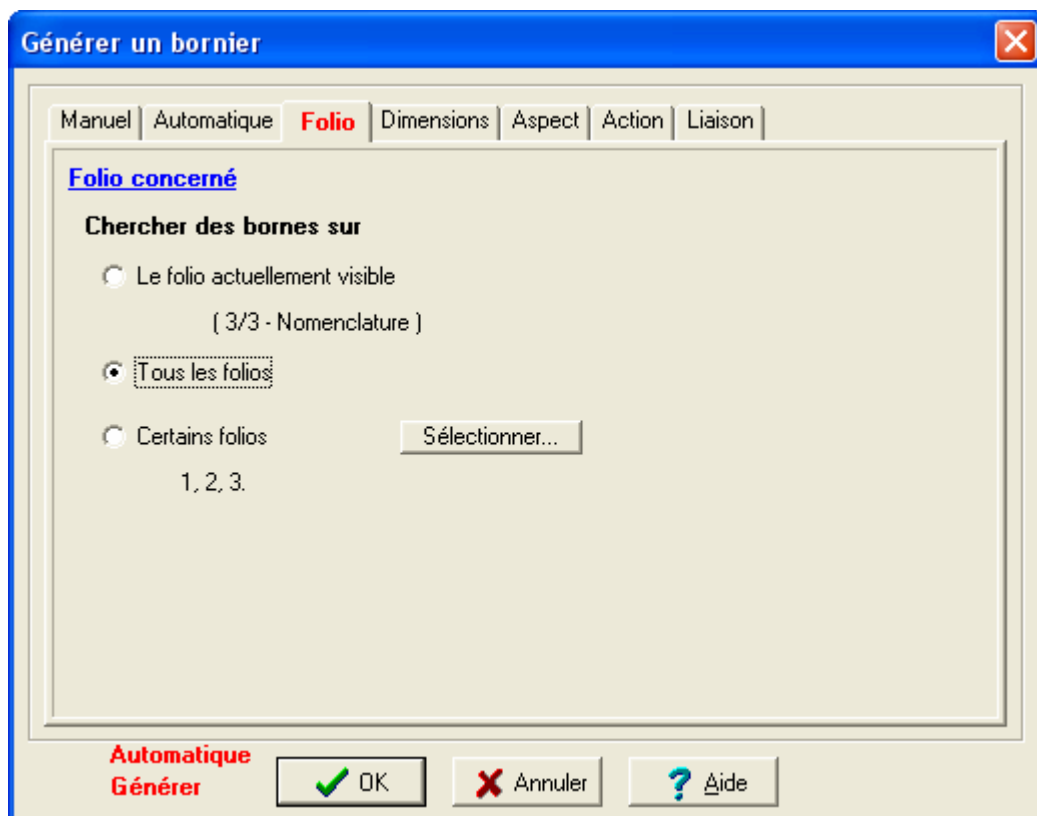 Générer un bornier
Manuel Automatique Folio Dimensions Aspect Action Liaison
Folio concerné
Chercher des bornes sur
Le folio actuellement visible
( 3/3 - Nomenclature )
Tous les folios
Certains folios Sélectionner...
1, 2, 3.
Automatique
Générer
OK Annuler Aide